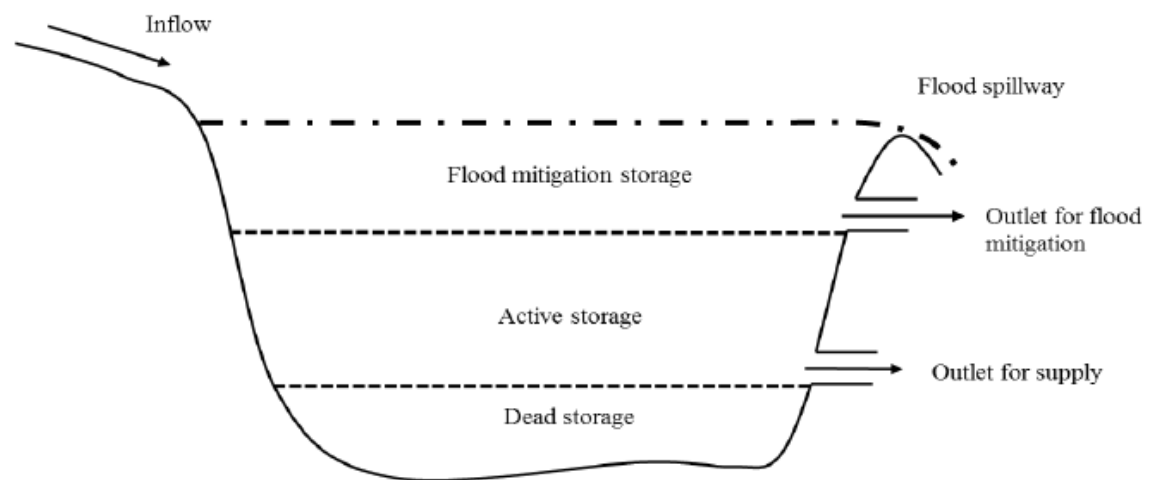 Inflow
Flood spillway
Flood mitigation storage
Outlet for flood
mitigation
Active storage
Outlet for supply
Dead storage